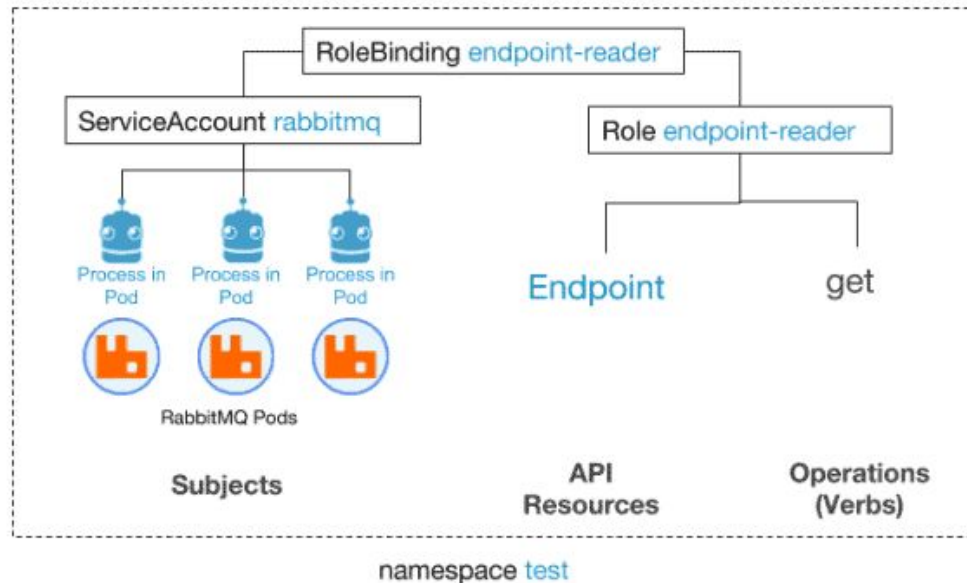 RoleBinding endpoint-reader
ServiceAccount rabbitmq
Role endpoint-reader
Process in
Pod
Process in
Pod
Process in
Pod
Endpoint
get
RabbitMQ Pods
Subjects
API
Resources
Operations
(Verbs)
namespace test